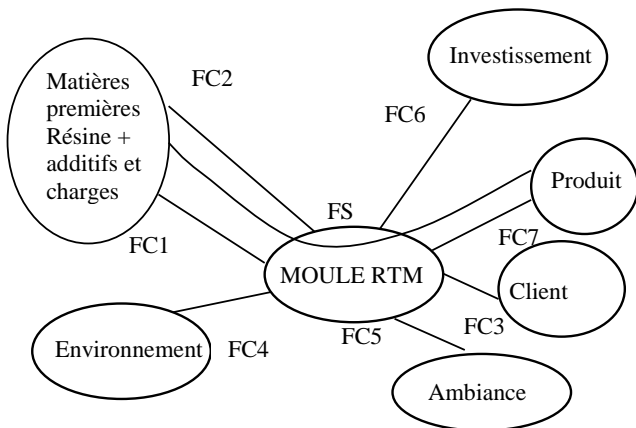 Investissement
FC2
Matières
premières
Résine +
additifs et
charges
FC6
Produit
FS
FC1
FC7
MOULE RTM
Client
FC5
FC3
Environnement
FC4
Ambiance